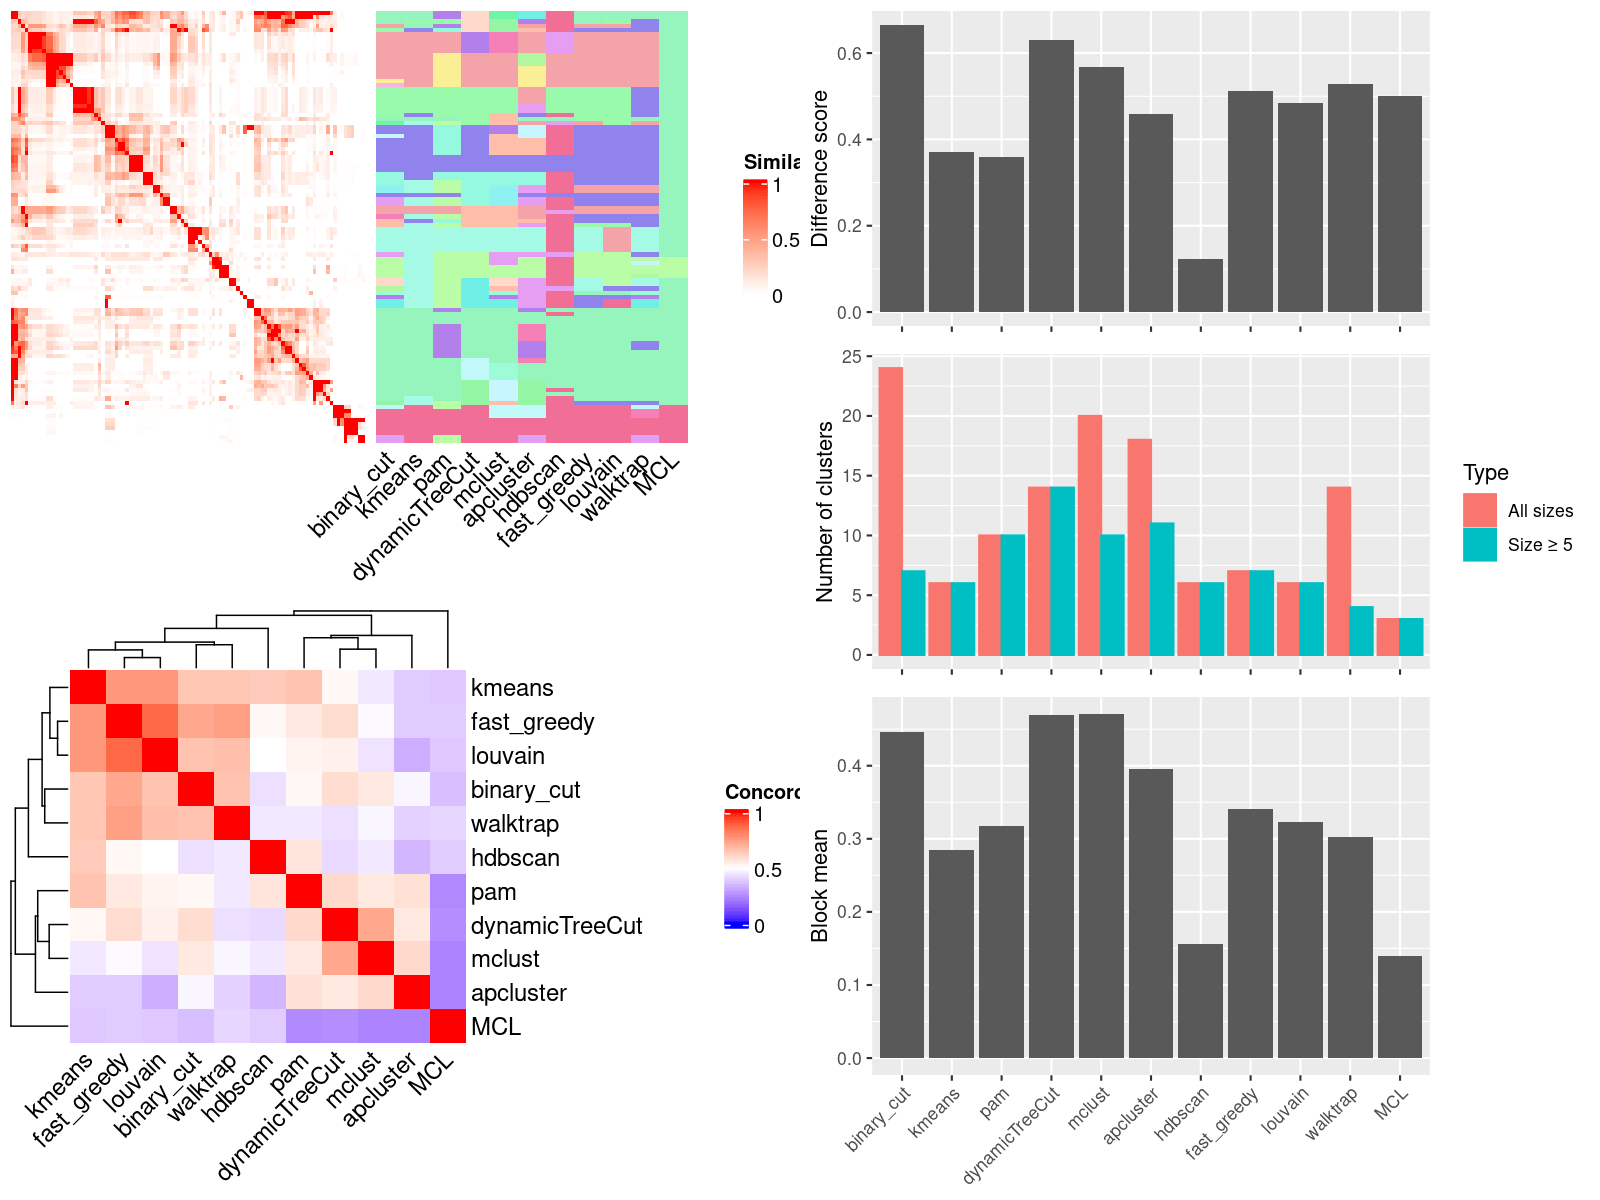 Simila
1
0.5
0
binary_cut
kmeans
pam
dynamicTreeCut
mclust
apcluster
hdbscan
fast_greedy
louvain
walktrap
MCL
kmeans
fast_greedy
louvain
binary_cut
walktrap
hdbscan
pam
dynamicTreeCut
mclust
apcluster
MCL
kmeans
fast_greedy
louvain
binary_cut
walktrap
hdbscan
pam
dynamicTreeCut
mclust
apcluster
MCL
Concord
1
0.5
0
Difference score
0.6
0.4
0.2
0.0
Number of clusters
25
20
15
10
5
0
Type
All sizes
Size ≥ 5
Block mean
0.4
0.3
0.2
0.1
0.0
binary_cut
kmeans
pam
dynamicTreeCut
mclust
apcluster
hdbscan
fast_greedy
louvain
walktrap
MCL